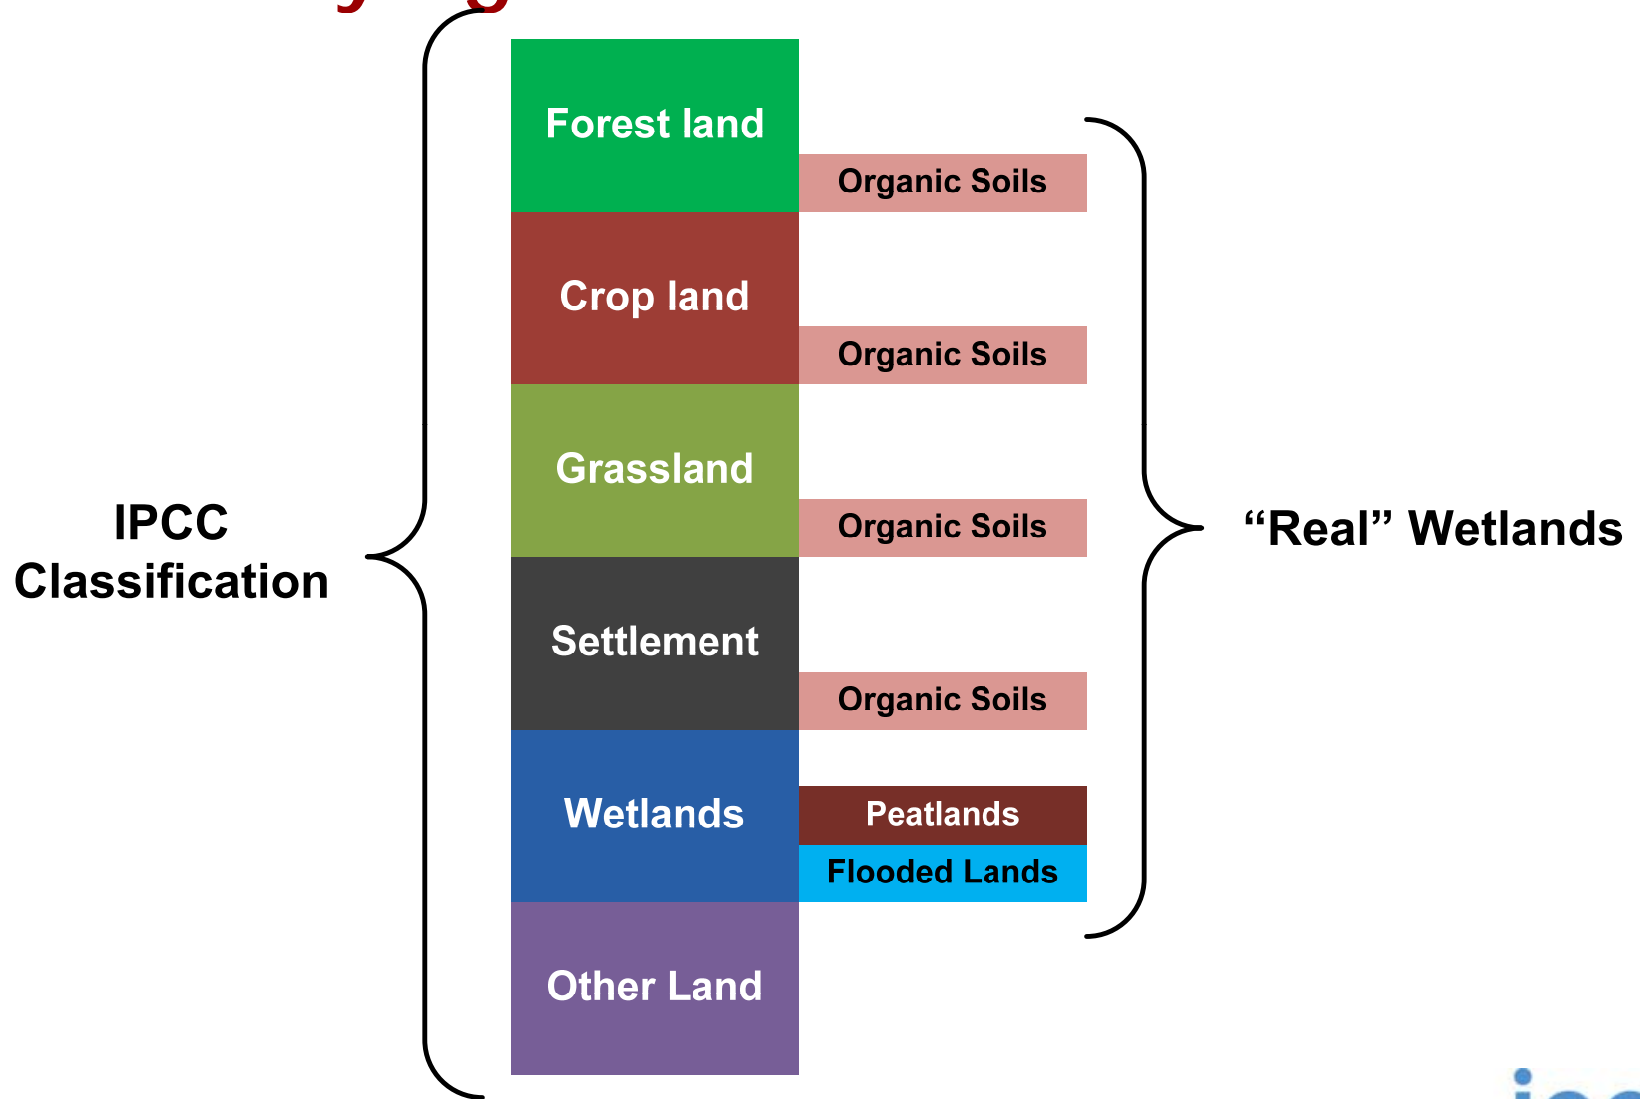 Forest land
Organic Soils
Crop land
Organic Soils
Grassland
Organic Soils
IPCC
Classification
“Real” Wetlands
Settlement
Organic Soils
Wetlands
Peatlands
Flooded Lands
Other Land